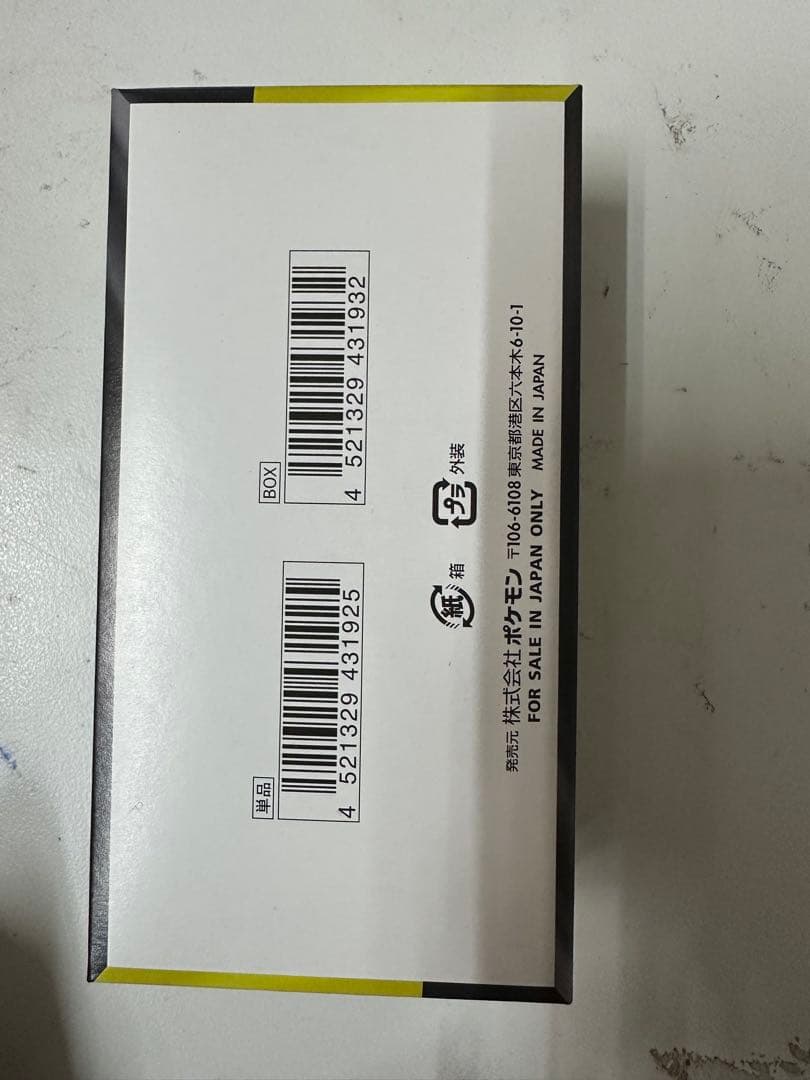 単品
4 521329 431925
BOX
4 521329 431932
紙 箱
プラ 外装
発売元 株式会社ポケモン 〒106-6108 東京都港区六本木6-10-1
FOR SALE IN JAPAN ONLY MADE IN JAPAN